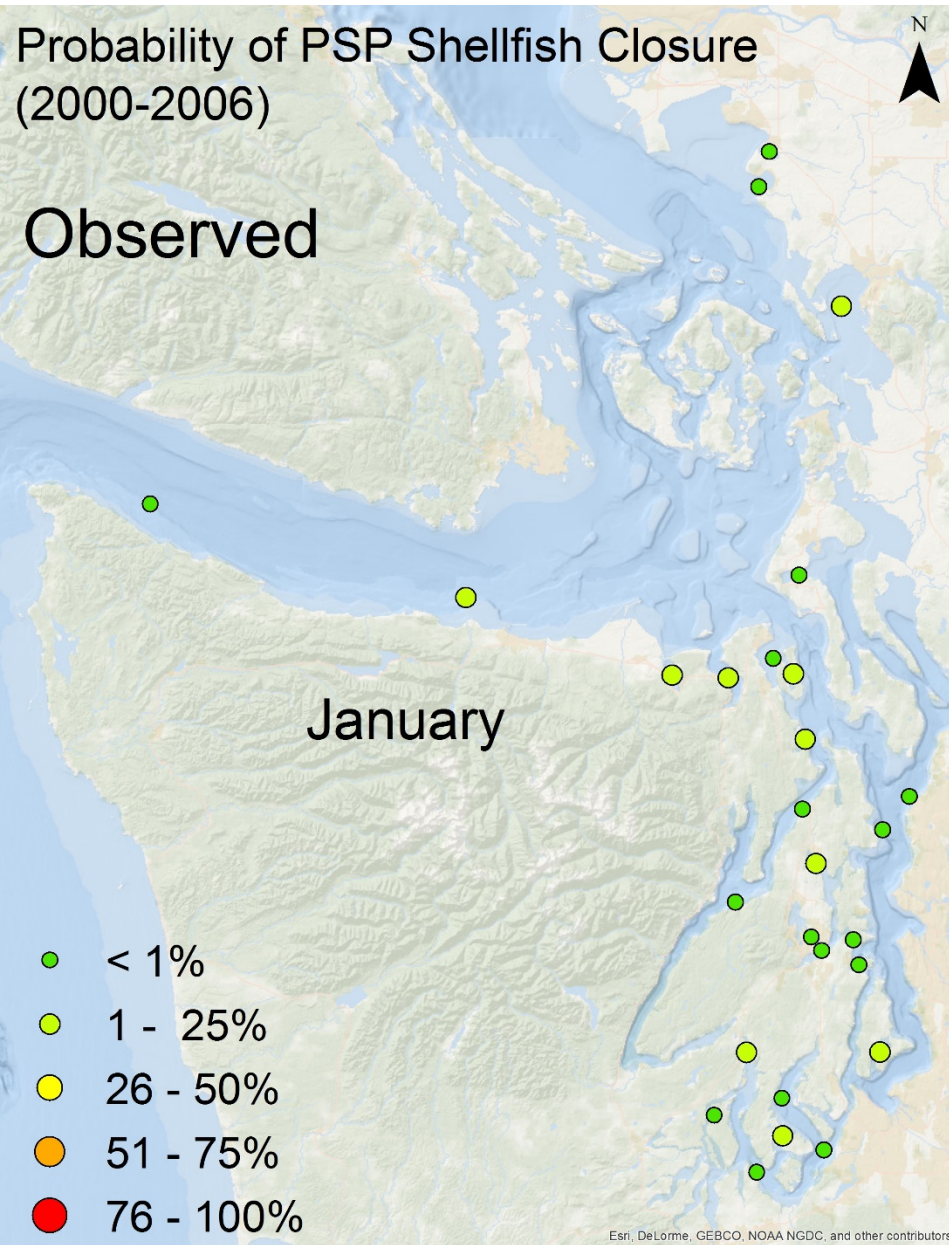 Probability of PSP Shellfish Closure
(2000-2006)
N
Observed
January
< 1%
1 - 25%
26 - 50%
51 - 75%
76 - 100%
Esri, DeLorme, GEBCO, NOAA NGDC, and other contributors